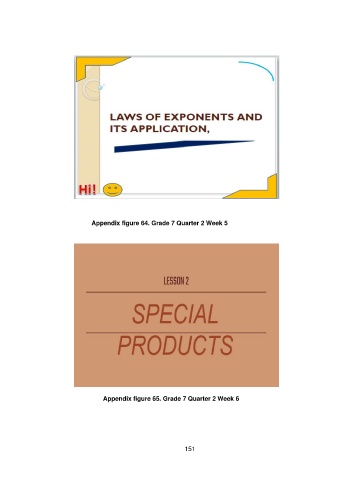 LAWS OF EXPONENTS AND
ITS APPLICATION,
Hi!
Appendix figure 64. Grade 7 Quarter 2 Week 5
LESSON 2
SPECIAL
PRODUCTS
Appendix figure 65. Grade 7 Quarter 2 Week 6
151